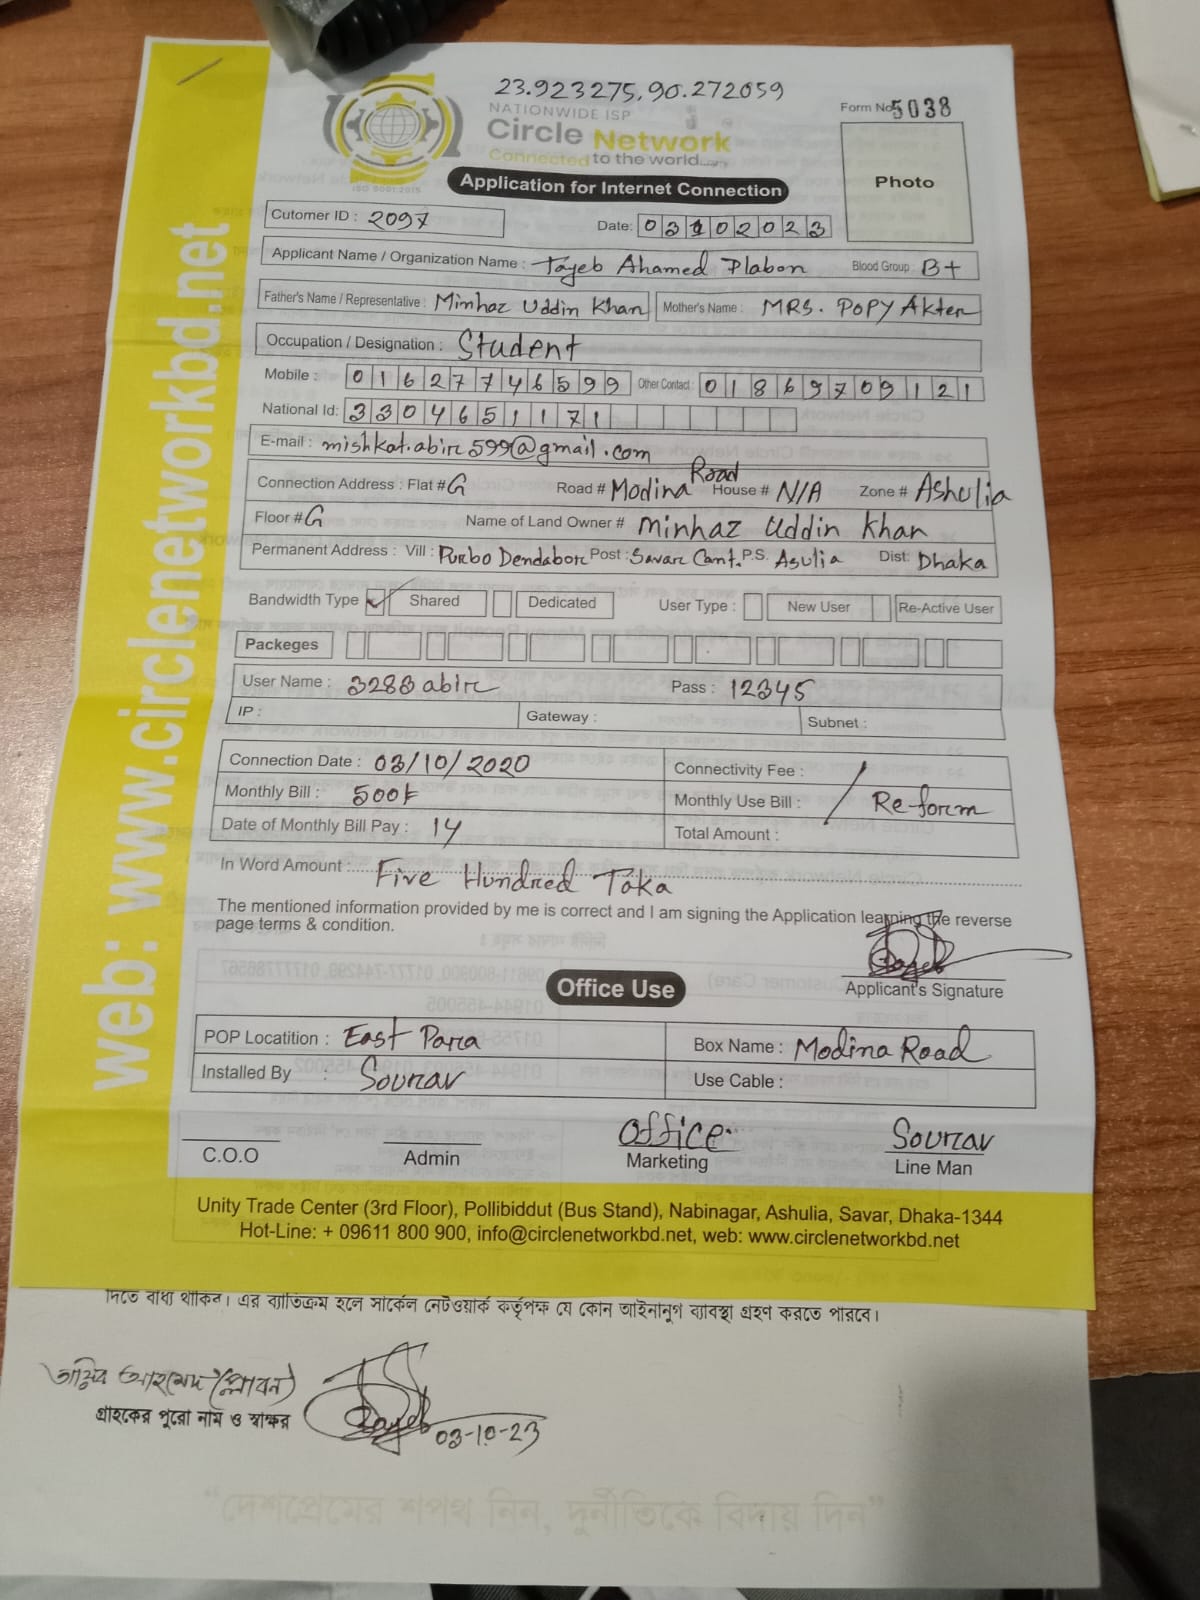 23.923275,90.272059
NATIONWIDE ISP
Circle Network
Connected to the world.....
ISO 9001:2015
Form No 5038
Photo
Application for Internet Connection
Cutomer ID : 2097
Date: 03102023
Applicant Name / Organization Name : Tayeb Ahamed Plabon Blood Group : B+
Father's Name / Representative : Minhaz Uddin Khan Mother's Name : MRS. POPY Akter
Occupation / Designation : Student
Mobile : 01627746599 Other Contact : 01869709121
National Id: 3304651171
E-mail : mishkat.abir599@gmail.com
Connection Address : Flat # G Road # Modina Road House # N/A Zone # Ashulia
Floor # G Name of Land Owner # Minhaz Uddin Khan
Permanent Address : Vill : Purbo Dendabor Post : Savar Cant. P.S. Asulia Dist: Dhaka
Bandwidth Type ✓ Shared Dedicated User Type : New User Re-Active User
Packeges
User Name : 3283abir Pass : 12345
IP : Gateway : Subnet :
Connection Date : 03/10/2020 Connectivity Fee :
Monthly Bill : 500৳ Monthly Use Bill : / Re-form
Date of Monthly Bill Pay : 14 Total Amount :
In Word Amount : Five Hundred Taka
The mentioned information provided by me is correct and I am signing the Application learning the reverse
page terms & condition.
Tayeb
Applicant's Signature
Office Use
POP Locatition : East Para Box Name : Modina Road
Installed By : Sourav Use Cable :
Office Sourav
C.O.O Admin Marketing Line Man
Unity Trade Center (3rd Floor), Pollibiddut (Bus Stand), Nabinagar, Ashulia, Savar, Dhaka-1344
Hot-Line: + 09611 800 900, info@circlenetworkbd.net, web: www.circlenetworkbd.net
web: www.circlenetworkbd.net
দিতে বাধ্য থাকিব। এর ব্যতিক্রম হলে সার্কেল নেটওয়ার্ক কর্তৃপক্ষ যে কোন আইনানুগ ব্যাবস্থা গ্রহণ করতে পারবে।
আহমেদ (প্লাবন)
গ্রাহকের পুরো নাম ও স্বাক্ষর
Tayeb 03-10-23
“দেশপ্রেমের শপথ নিন, দুর্নীতিকে বিদায় দিন”